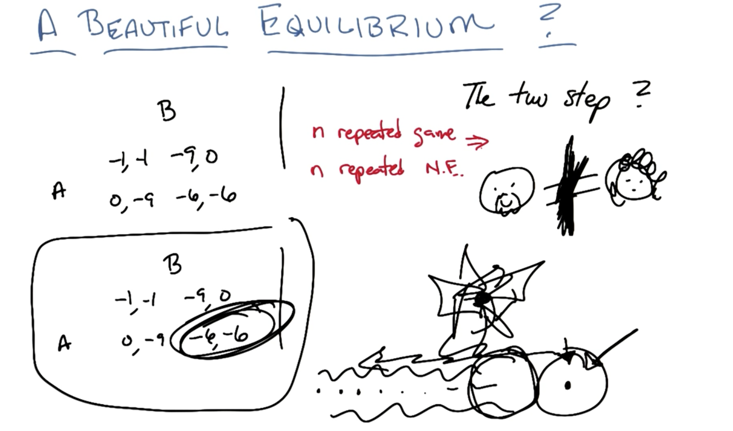 A BEAUTIFUL EQUILIBRIUM ?
B
-1,-1 -9,0
A
0,-9 -6,-6
n repeated game ⇒
n repeated N.E.
The two step ?
B
-1,-1 -9,0
A
0,-9 -6,-6